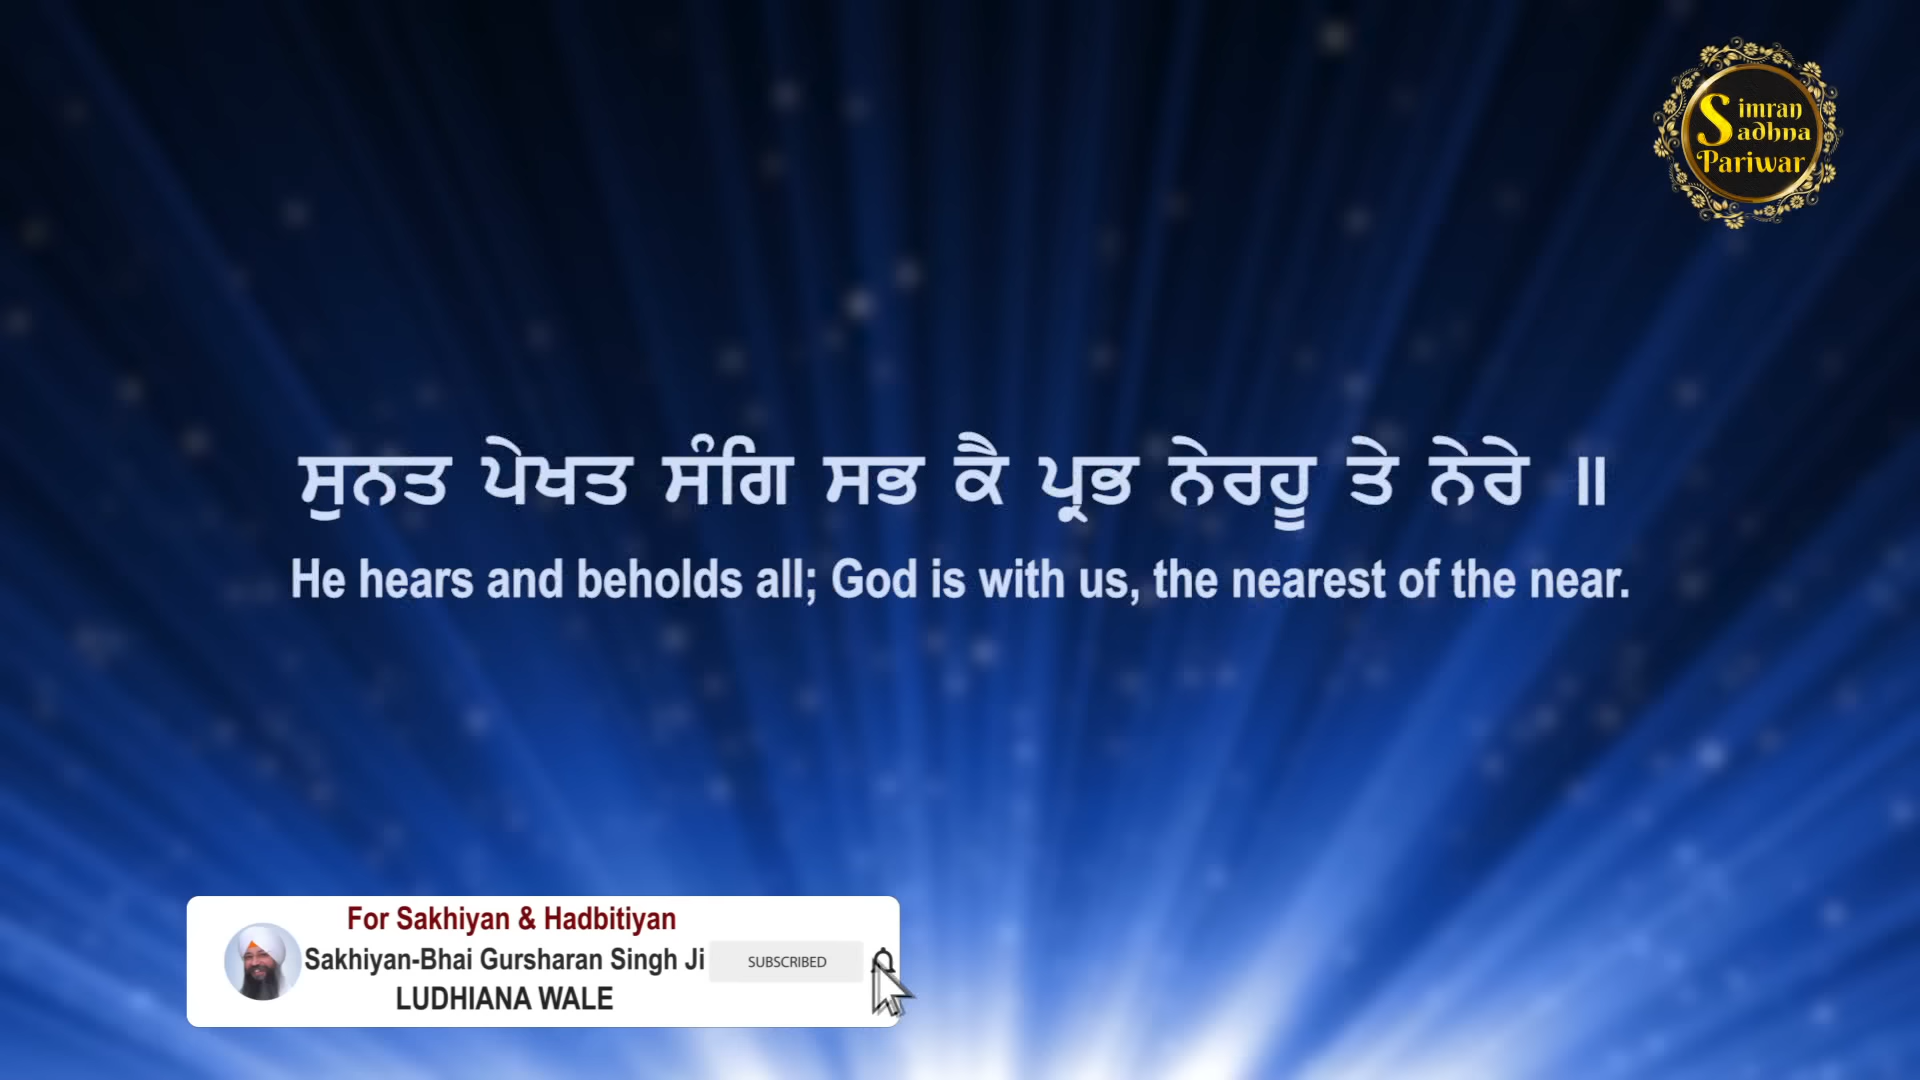 Simran
Sadhna
Pariwar
ਸੁਨਤ ਪੇਖਤ ਸੰਗਿ ਸਭ ਕੈ ਪ੍ਰਭ ਨੇਰਹੂ ਤੇ ਨੇਰੇ ॥
He hears and beholds all; God is with us, the nearest of the near.
For Sakhiyan & Hadbitiyan
Sakhiyan-Bhai Gursharan Singh Ji
SUBSCRIBED
LUDHIANA WALE